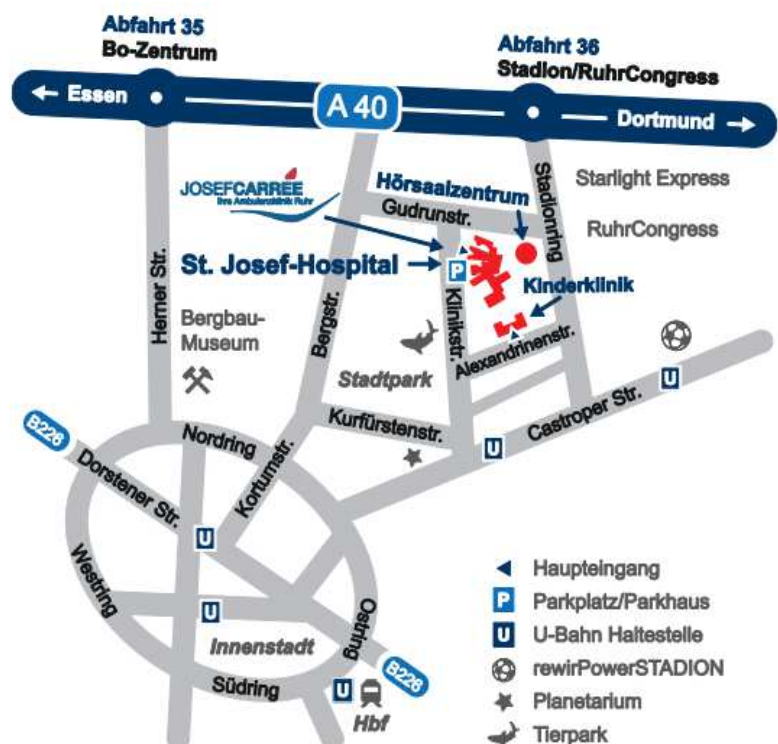 Abfahrt 35
Bo-Zentrum
Abfahrt 36
Stadion/RuhrCongress
Essen
A 40
Dortmund
JOSEFCARRÉE
Ihre Ambulanzklinik Ruhr
Hörsaalzentrum
Gudrunstr.
Stadionring
Starlight Express
RuhrCongress
St. Josef-Hospital
P
Kinderklinik
Herner Str.
Bergstr.
Klinikstr.
Bergbau-
Museum
Stadtpark
Alexandrinenstr.
U
Castroper Str.
Kurfürstenstr.
U
B226
Nordring
Dorstener Str.
Kortumstr.
U
Westring
U
Ostring
Innenstadt
B226
Südring
U
Hbf
Haupteingang
P Parkplatz/Parkhaus
U U-Bahn Haltestelle
rewirPowerSTADION
Planetarium
Tierpark